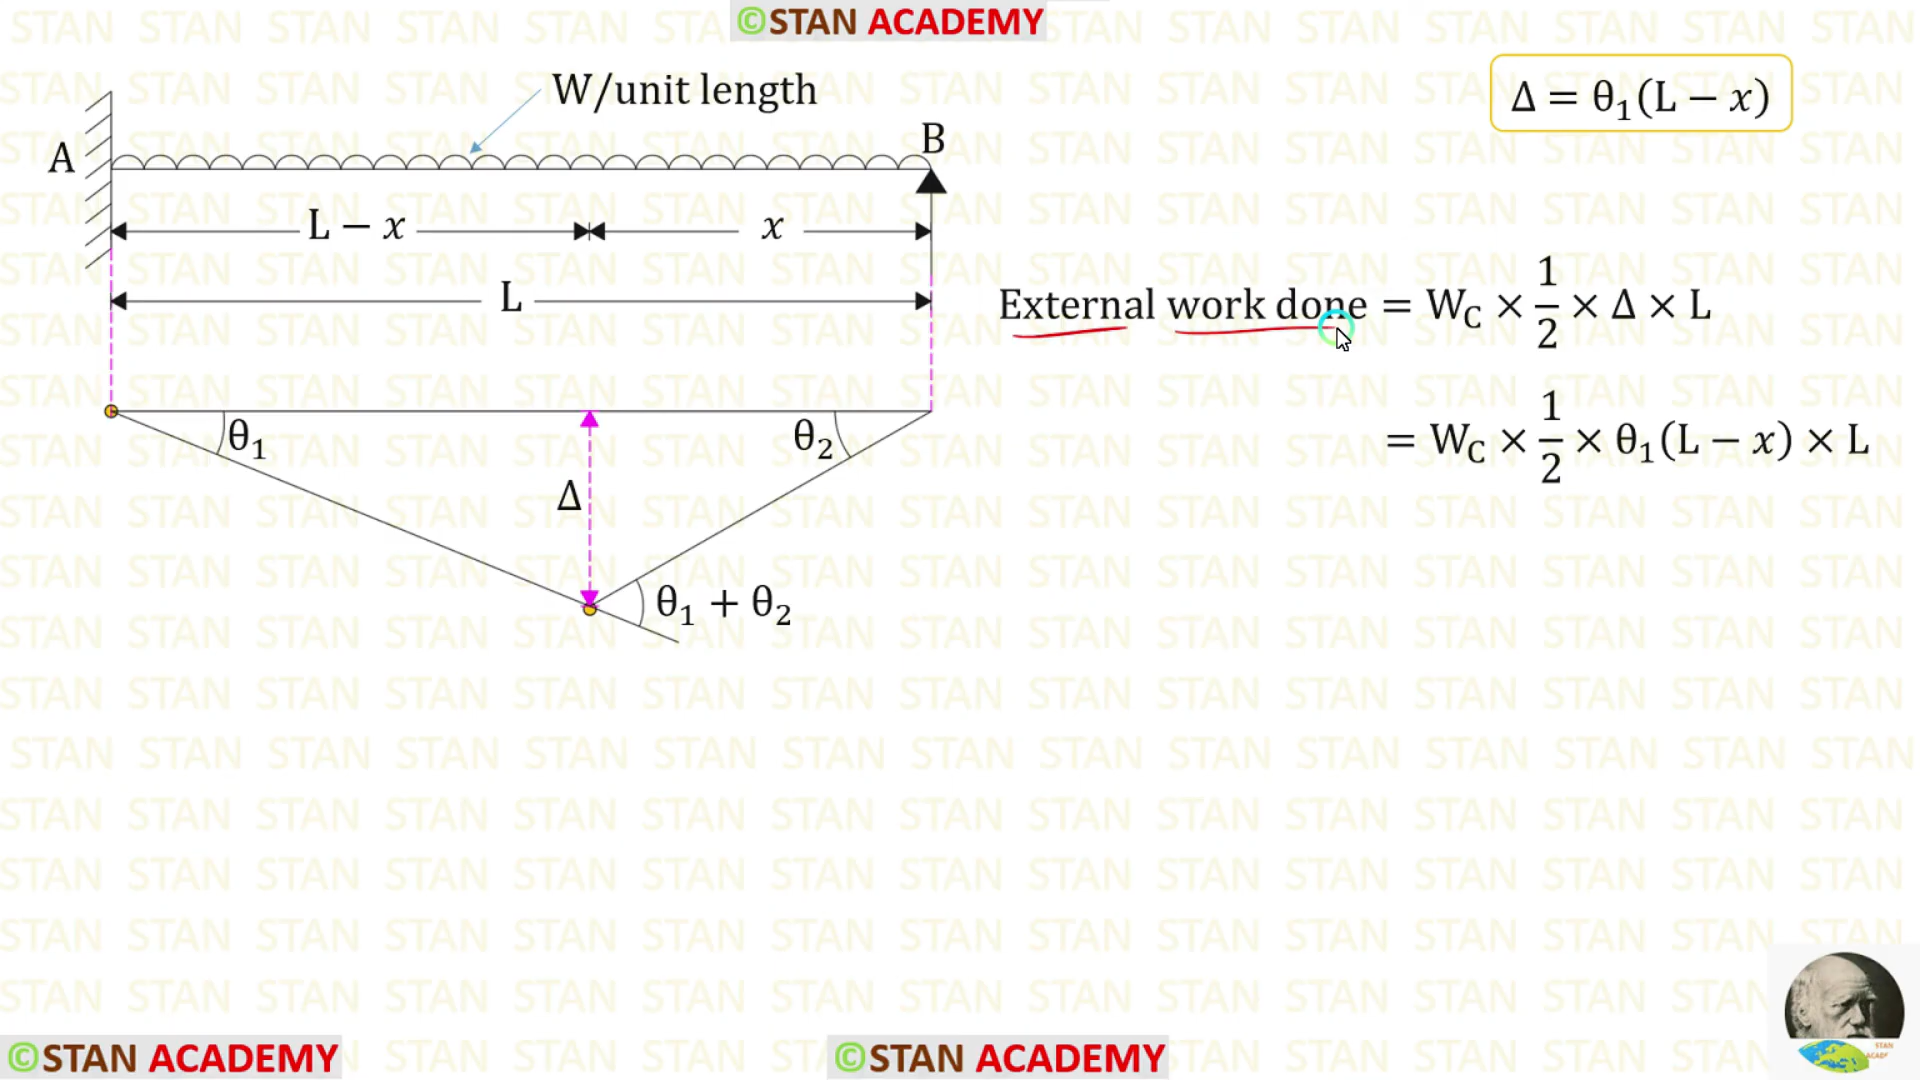 ©STAN ACADEMY
W/unit length
Δ = θ₁(L − x)
A
B
L − x
x
L
External work done = W_C × 1/2 × Δ × L
= W_C × 1/2 × θ₁(L − x) × L
θ₁
θ₂
Δ
θ₁ + θ₂
©STAN ACADEMY
©STAN ACADEMY
STAN